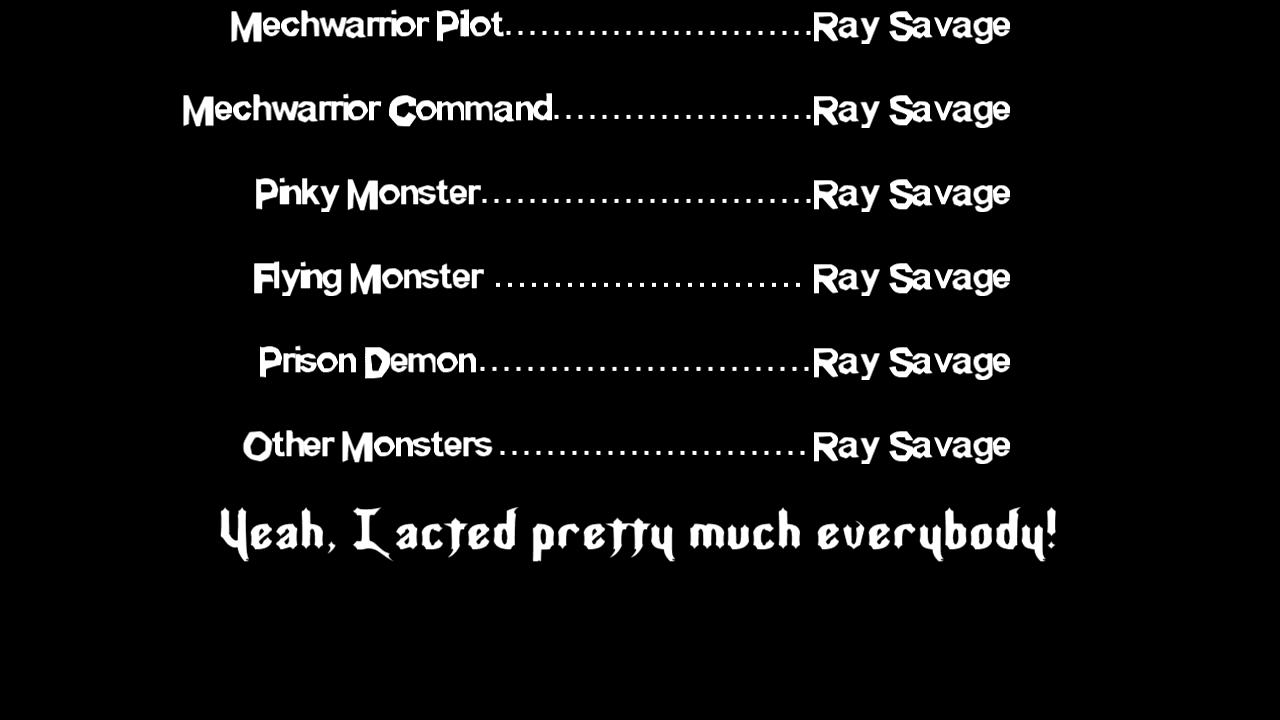 Mechwarrior Pilot..........................Ray Savage
Mechwarrior Command......................Ray Savage
Pinky Monster............................Ray Savage
Flying Monster .......................... Ray Savage
Prison Demon............................Ray Savage
Other Monsters ..........................Ray Savage
Yeah, I acted pretty much everybody!